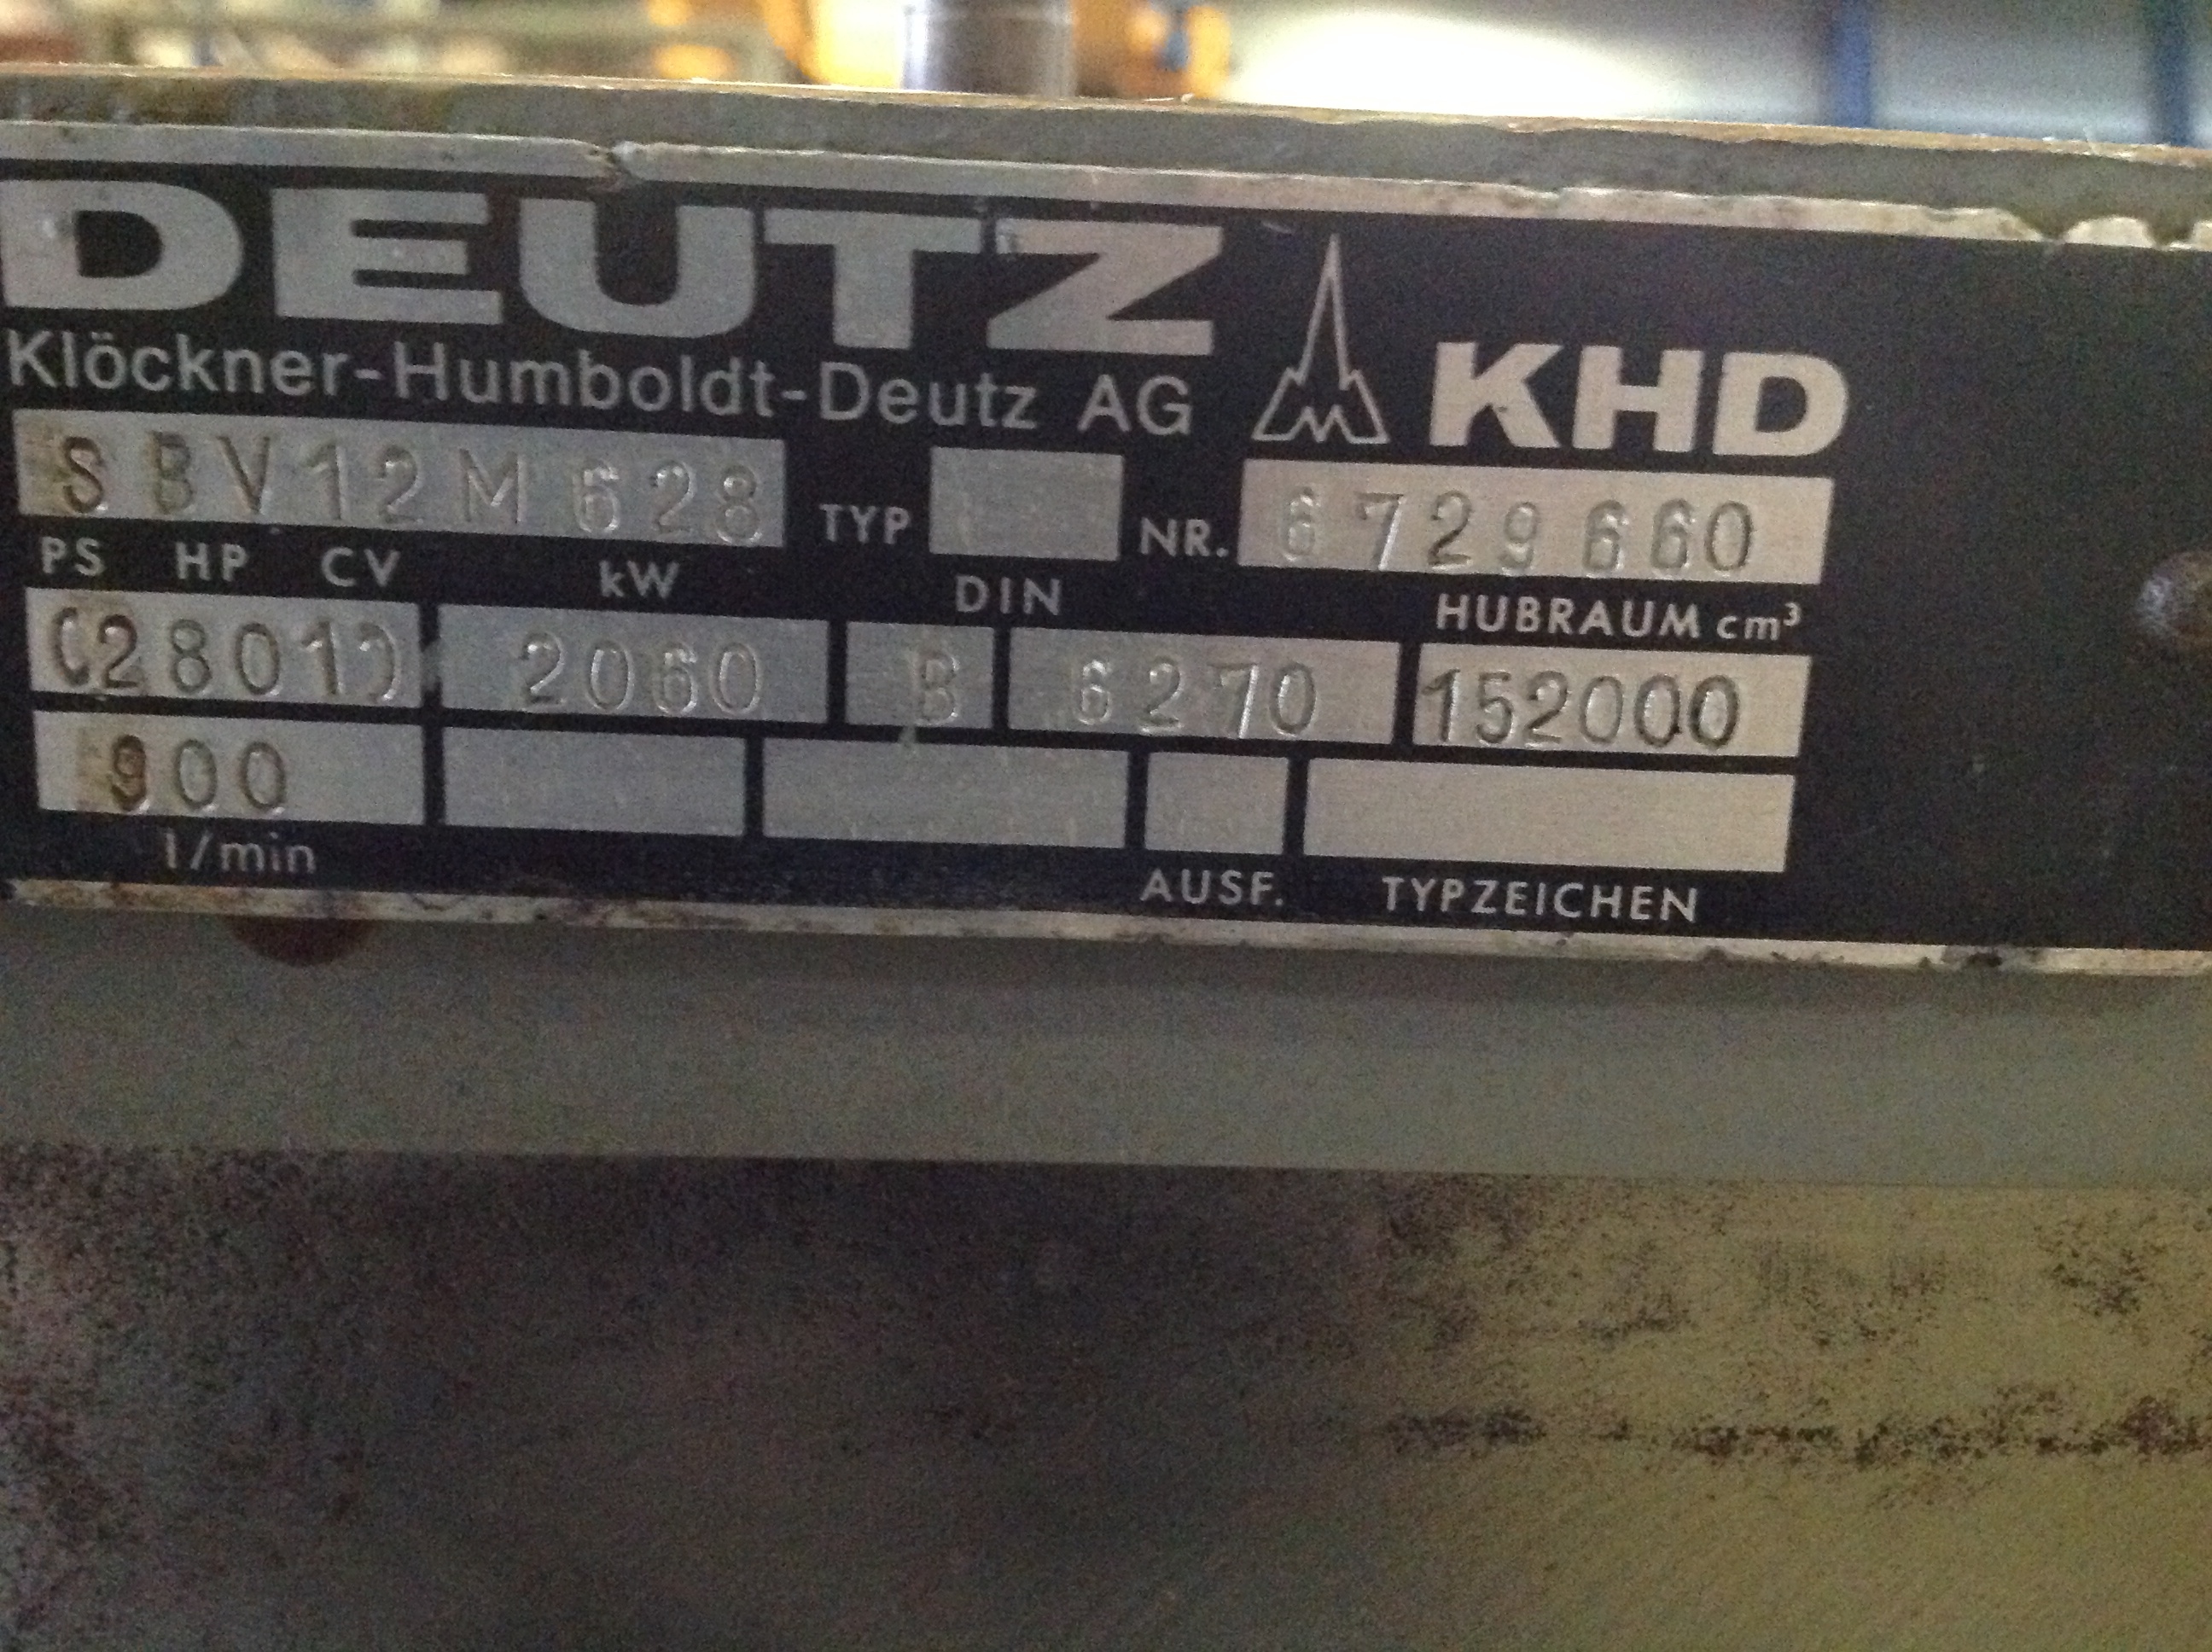 DEUTZ
Klöckner-Humboldt-Deutz AG KHD
SBV12M628 TYP NR. 6729660
PS HP CV kW DIN HUBRAUM cm³
(2801) 2060 B 6270 152000
900
1/min AUSF. TYPZEICHEN